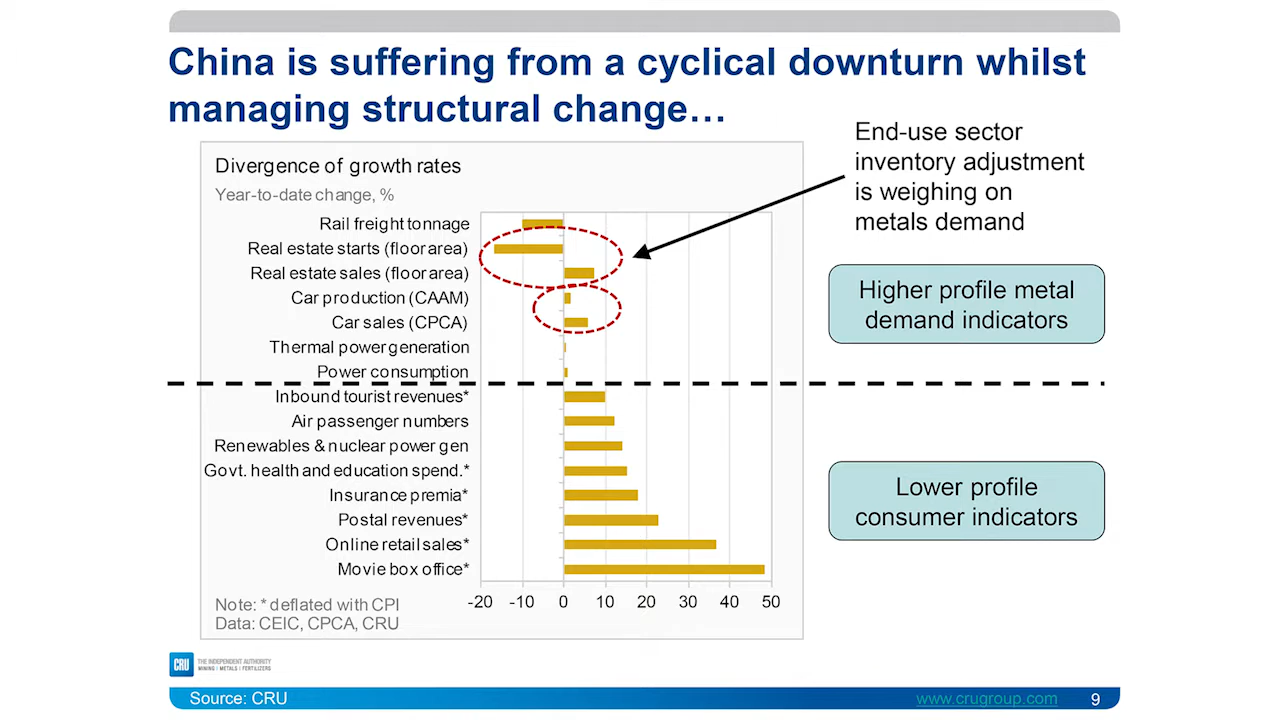 China is suffering from a cyclical downturn whilst
managing structural change…
End-use sector
inventory adjustment
is weighing on
metals demand
Divergence of growth rates
Year-to-date change, %
Rail freight tonnage
Real estate starts (floor area)
Real estate sales (floor area)
Car production (CAAM)
Car sales (CPCA)
Thermal power generation
Power consumption
Inbound tourist revenues*
Air passenger numbers
Renewables & nuclear power gen
Govt. health and education spend.*
Insurance premia*
Postal revenues*
Online retail sales*
Movie box office*
-20 -10 0 10 20 30 40 50
Note: * deflated with CPI
Data: CEIC, CPCA, CRU
Higher profile metal
demand indicators
Lower profile
consumer indicators
CRU
THE INDEPENDENT AUTHORITY
MINING | METALS | FERTILIZERS
Source: CRU
www.crugroup.com
9